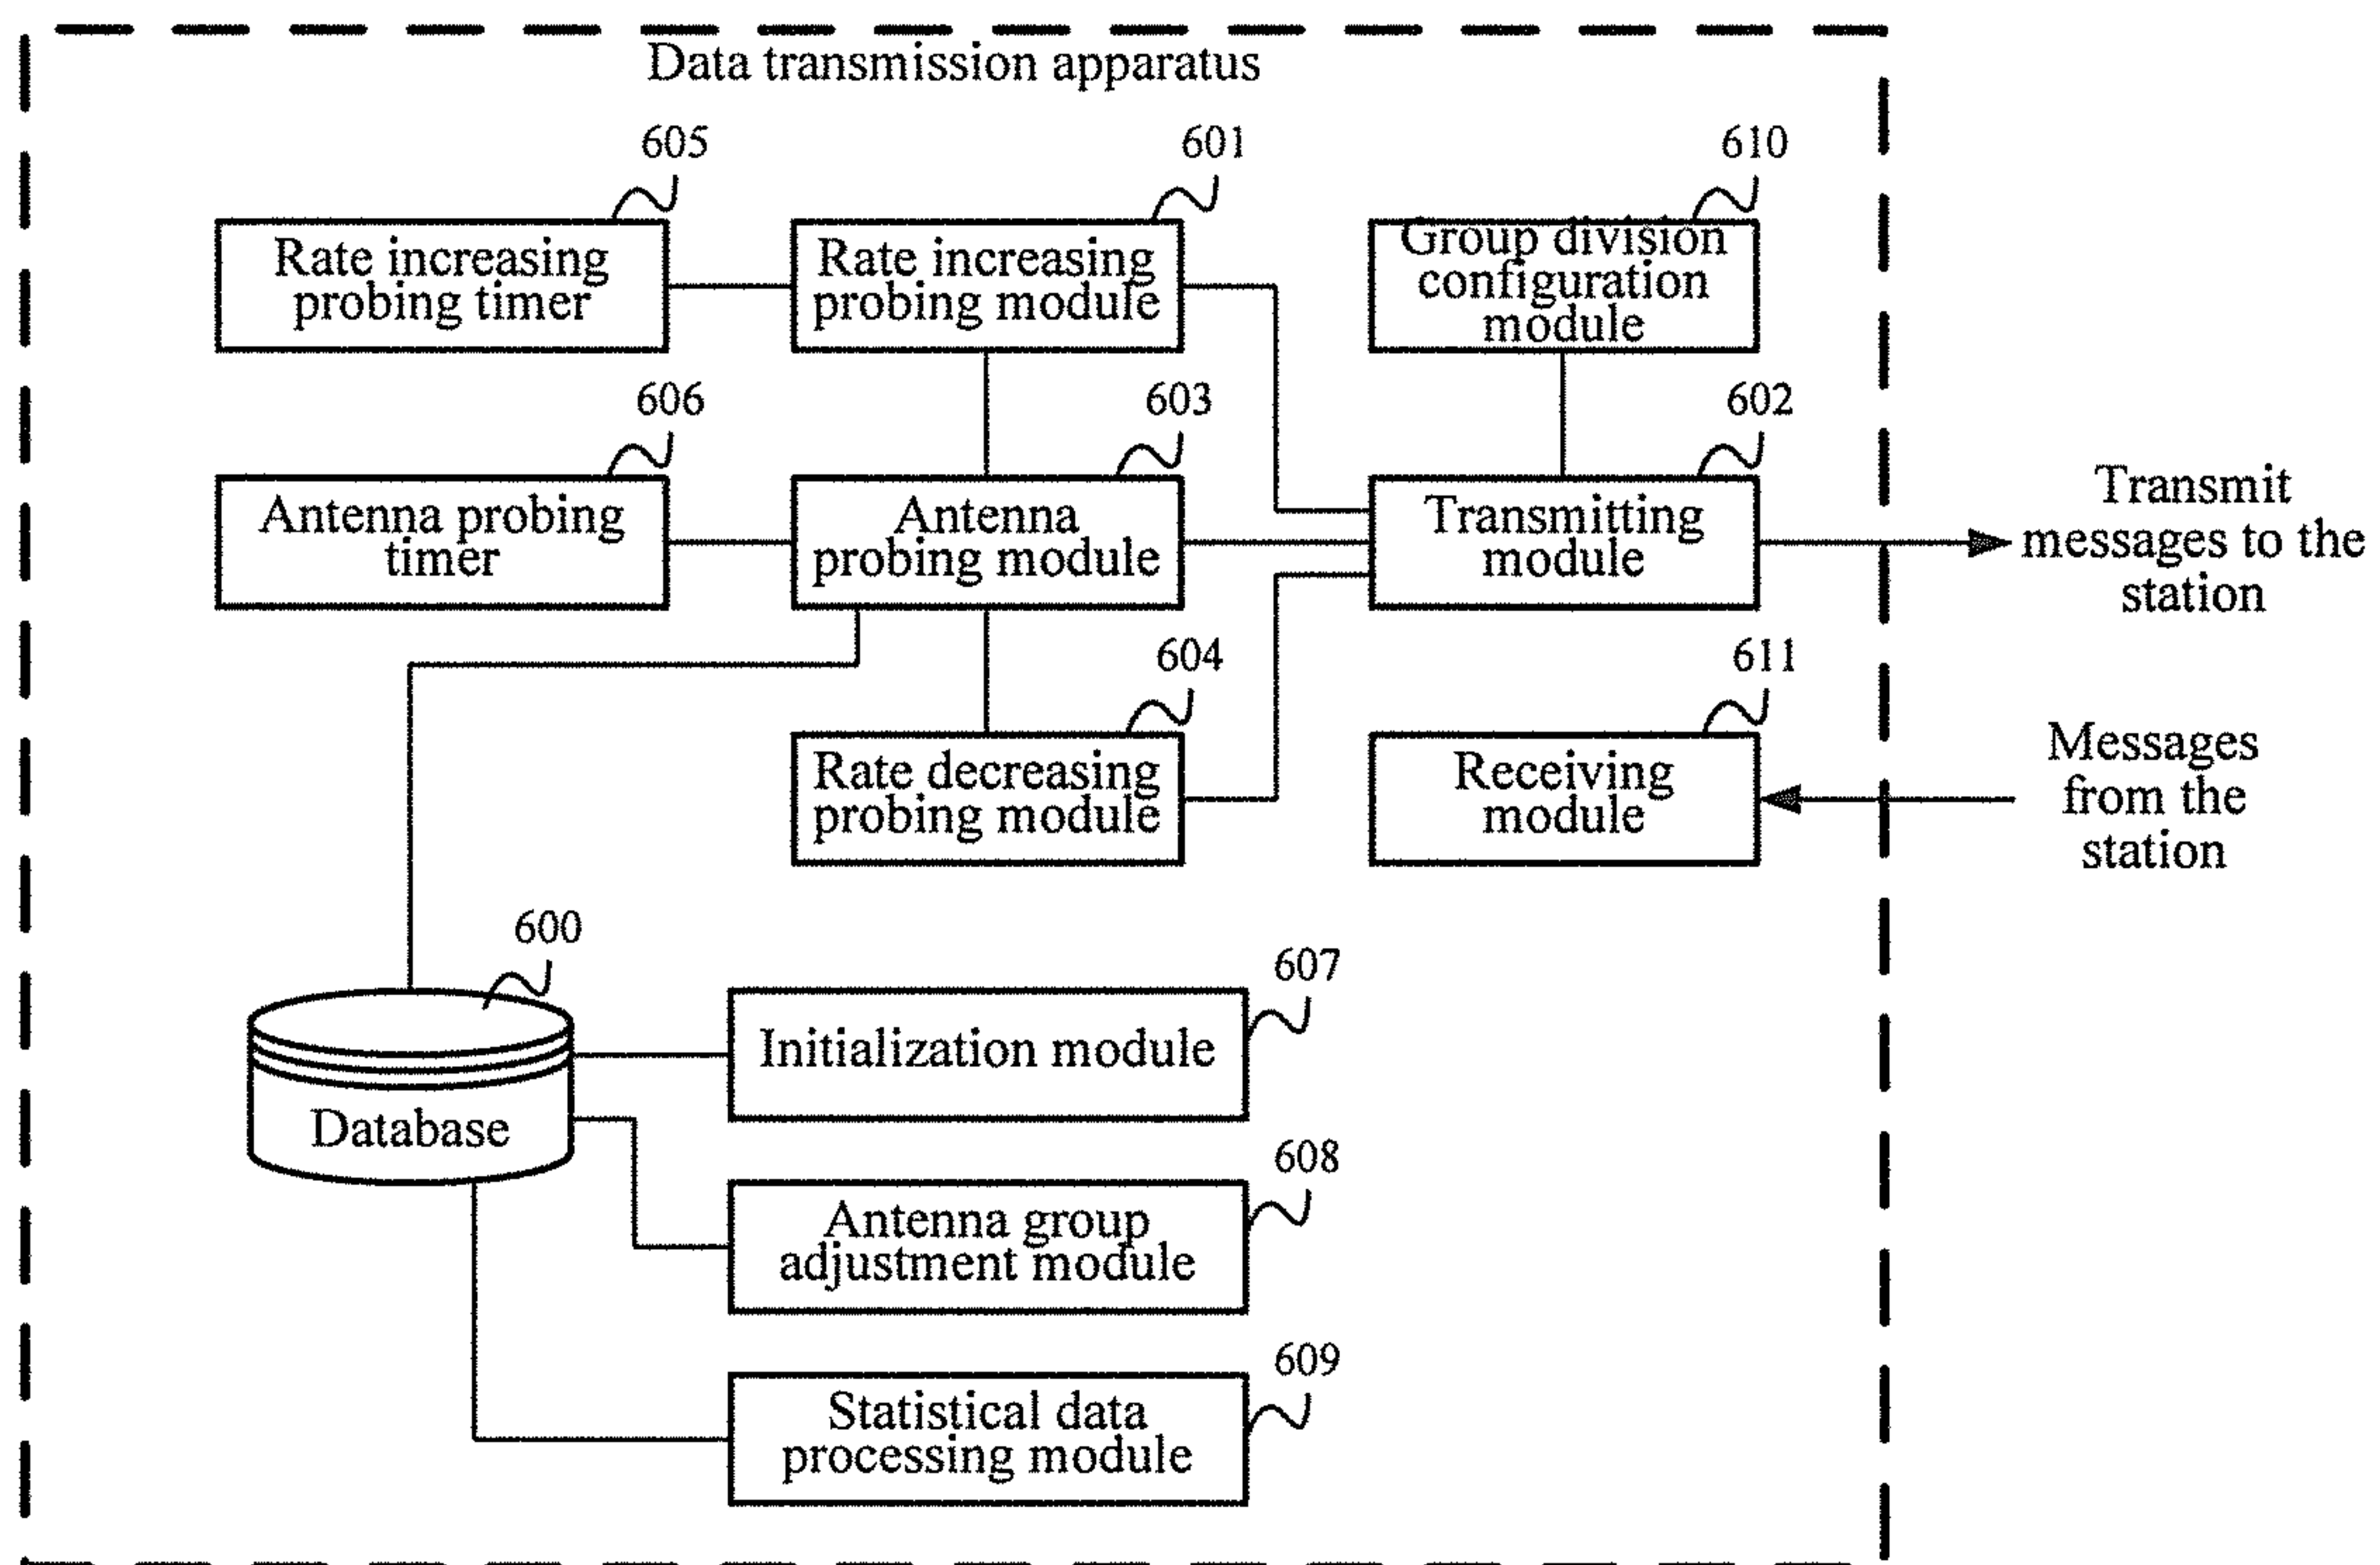 Data transmission apparatus
605
601
610
Rate increasing
probing timer
Rate increasing
probing module
Group division
configuration
module
606
603
602
Antenna probing
timer
Antenna
probing module
Transmitting
module
Transmit
messages to the
station
604
611
Rate decreasing
probing module
Receiving
module
Messages
from the
station
600
607
Database
Initialization module
608
Antenna group
adjustment module
609
Statistical data
processing module